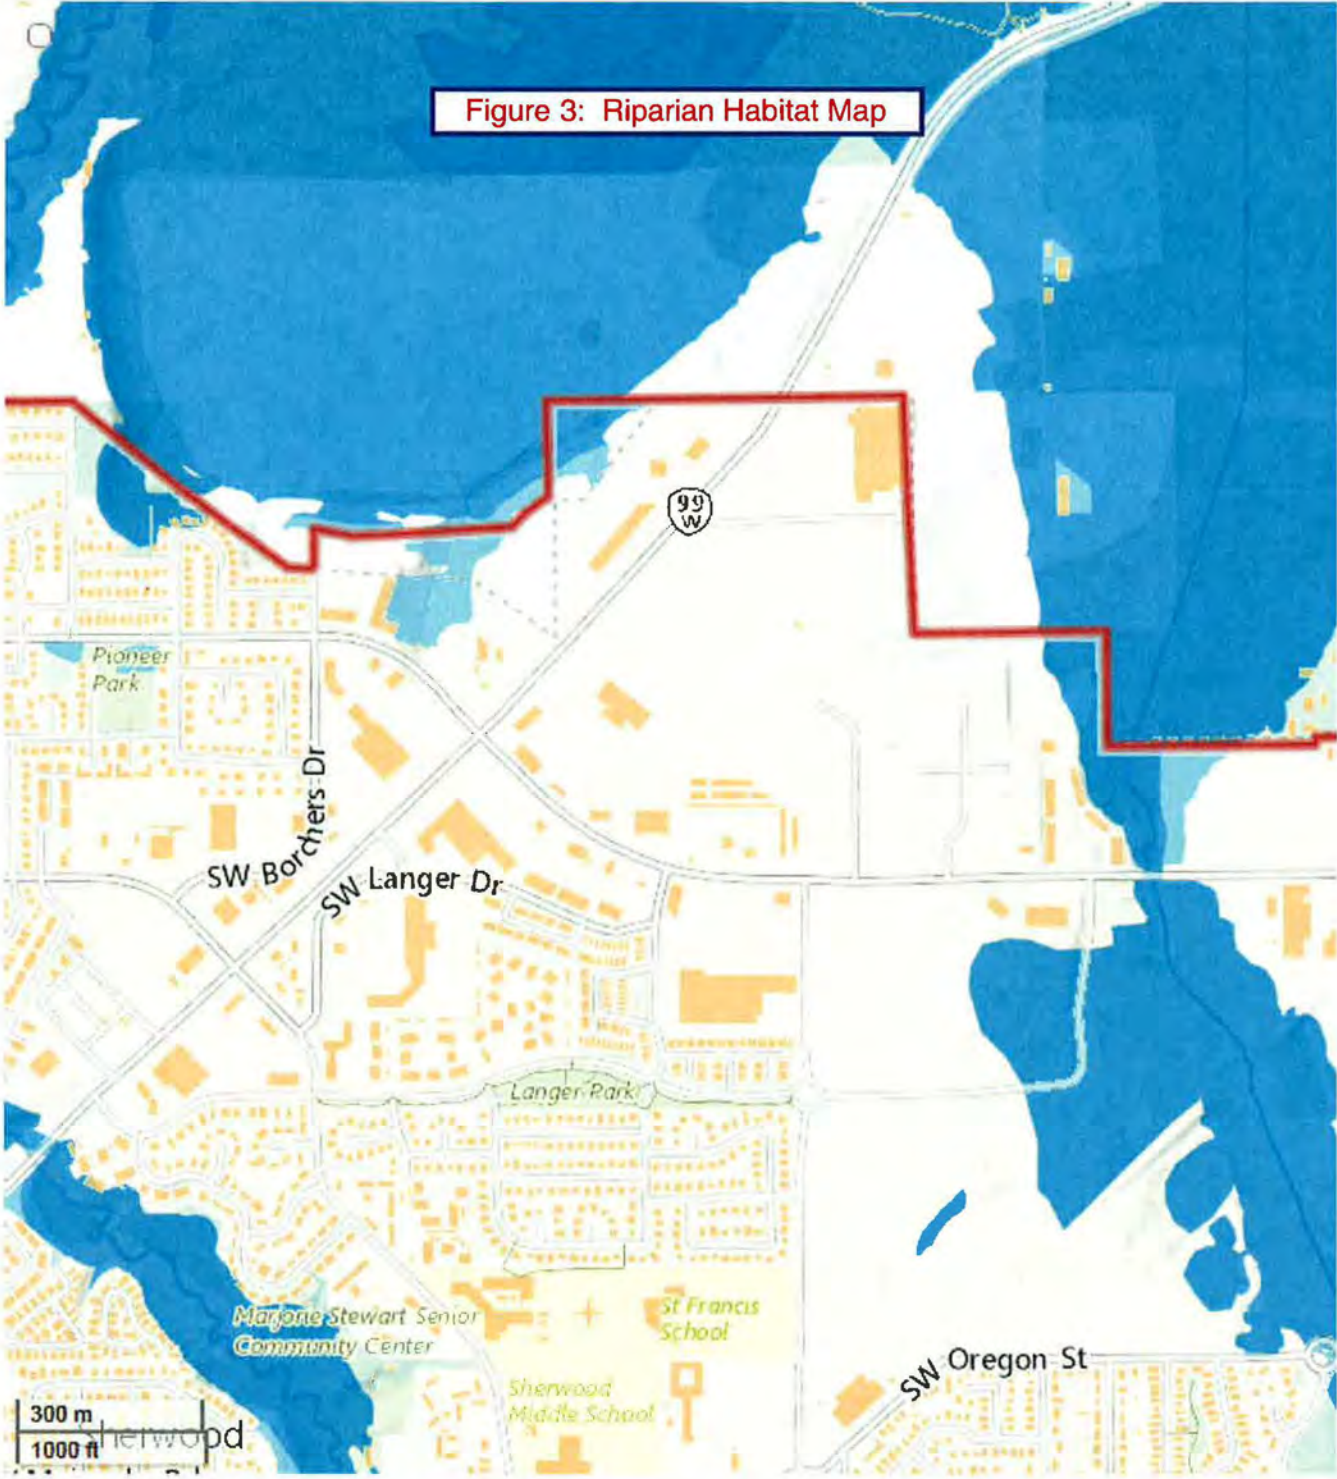 Figure 3: Riparian Habitat Map
99
W
Pioneer
Park
SW Borchers Dr
SW Langer Dr
Langer Park
Marjorie Stewart Senior
Community Center
St Francis
School
Sherwood
Middle School
SW Oregon St
300 m
Sherwood
1000 ft